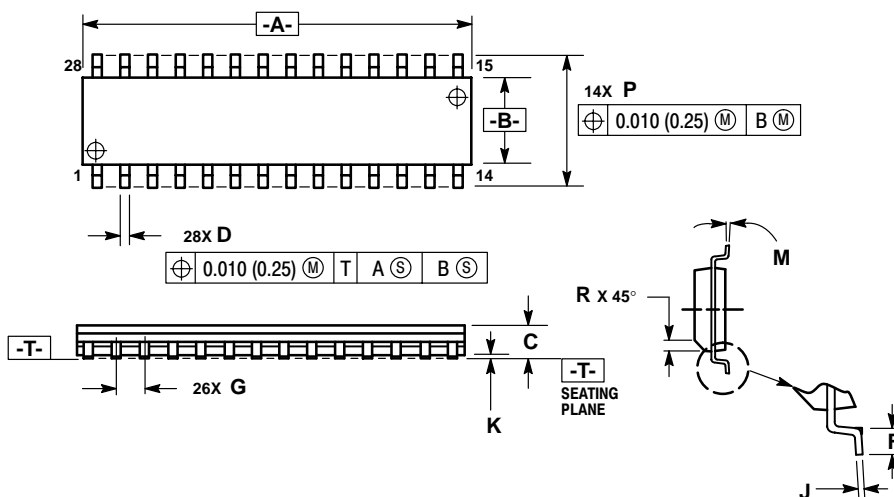 -A-
28
15
14X P
-B-
⌖ 0.010 (0.25) Ⓜ B Ⓜ
1
14
28X D
⌖ 0.010 (0.25) Ⓜ T A Ⓢ B Ⓢ
M
R X 45°
-T-
C
26X G
-T-
SEATING
PLANE
K
J